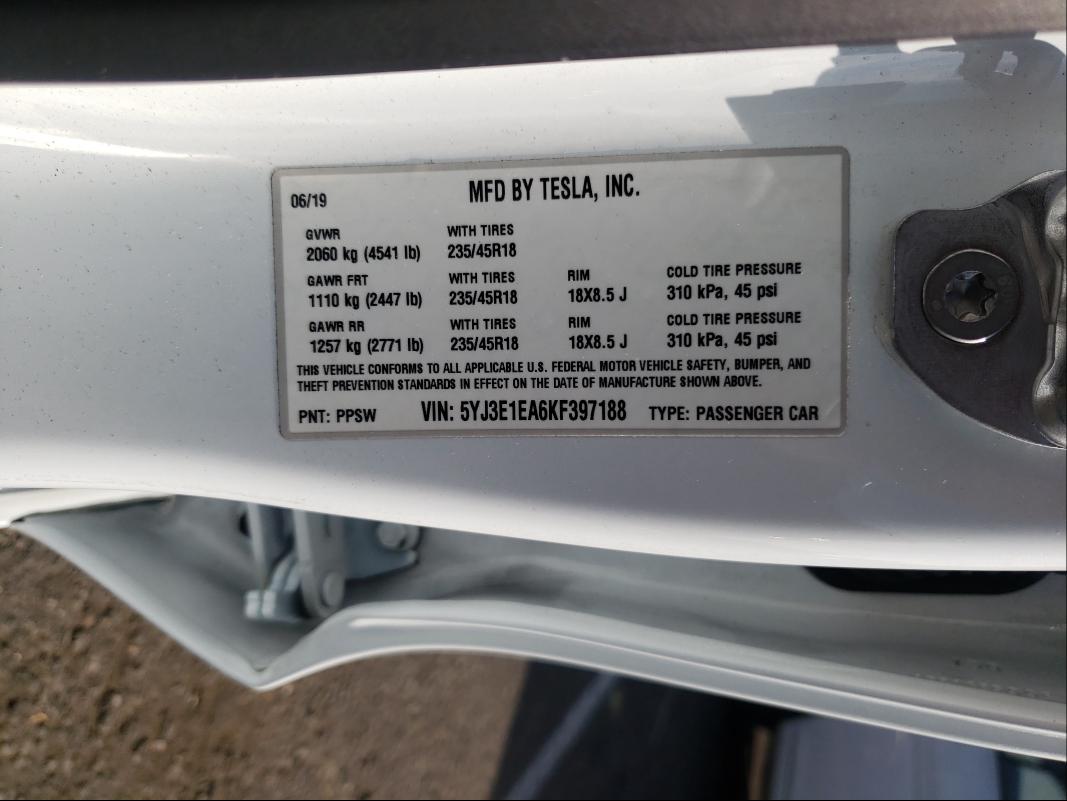 06/19 MFD BY TESLA, INC.
GVWR WITH TIRES
2060 kg (4541 lb) 235/45R18
GAWR FRT WITH TIRES RIM COLD TIRE PRESSURE
1110 kg (2447 lb) 235/45R18 18X8.5 J 310 kPa, 45 psi
GAWR RR WITH TIRES RIM COLD TIRE PRESSURE
1257 kg (2771 lb) 235/45R18 18X8.5 J 310 kPa, 45 psi
THIS VEHICLE CONFORMS TO ALL APPLICABLE U.S. FEDERAL MOTOR VEHICLE SAFETY, BUMPER, AND
THEFT PREVENTION STANDARDS IN EFFECT ON THE DATE OF MANUFACTURE SHOWN ABOVE.
PNT: PPSW VIN: 5YJ3E1EA6KF397188 TYPE: PASSENGER CAR